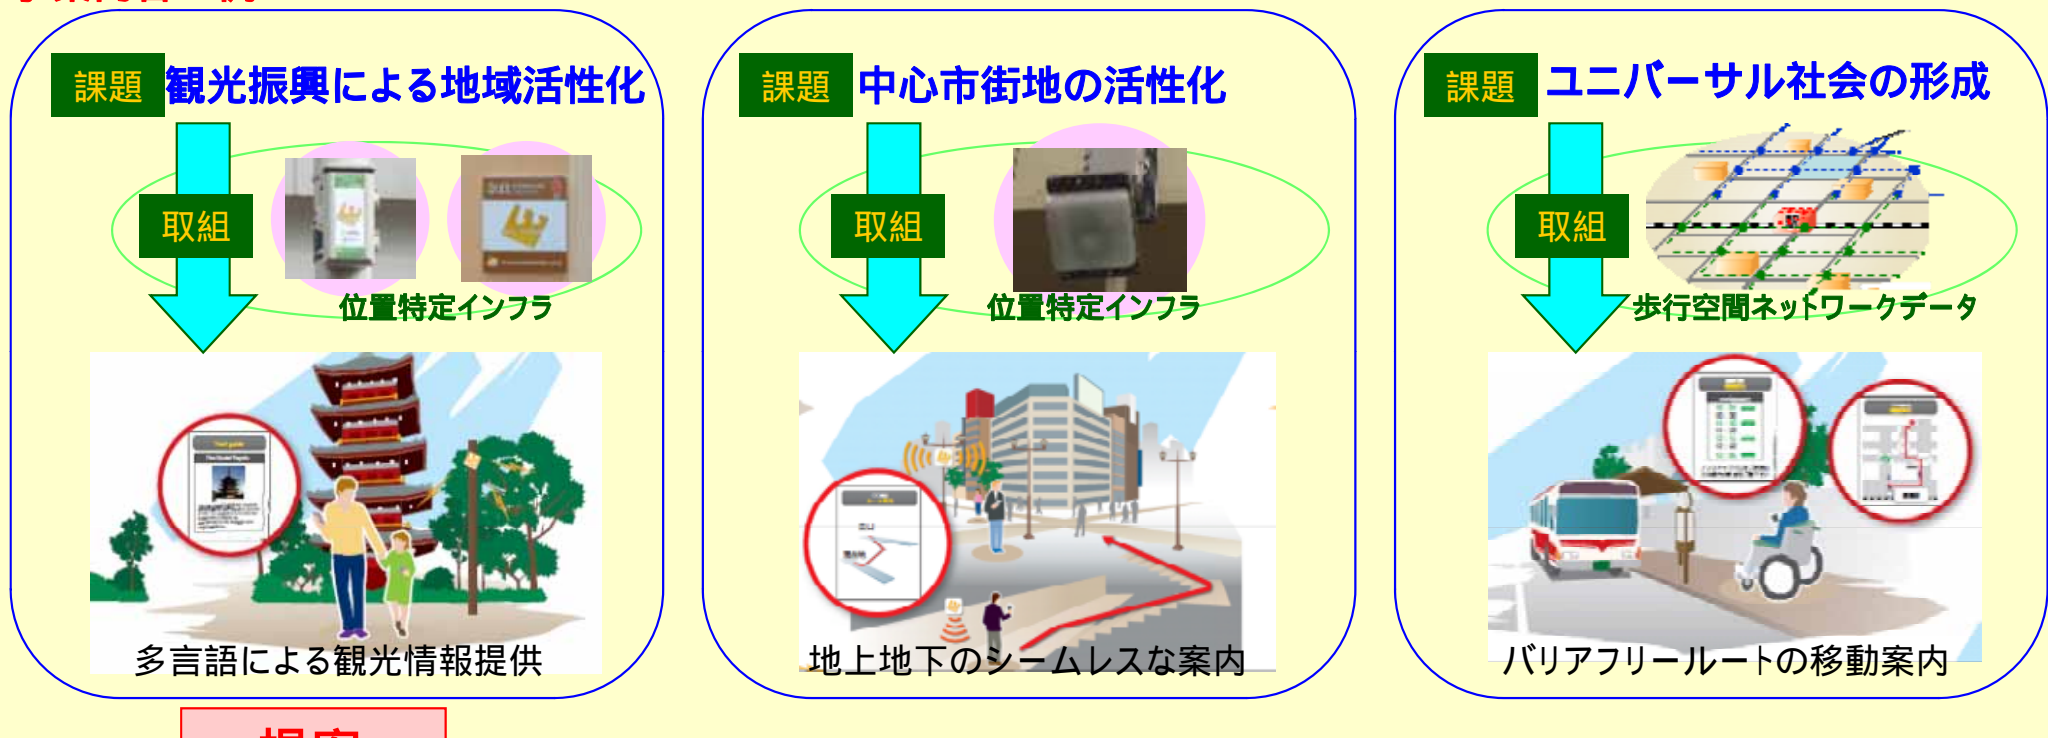 課題 観光振興による地域活性化
取組
位置特定インフラ
多言語による観光情報提供
課題 中心市街地の活性化
取組
位置特定インフラ
地上地下のシームレスな案内
課題 ユニバーサル社会の形成
取組
歩行空間ネットワークデータ
バリアフリールートの移動案内